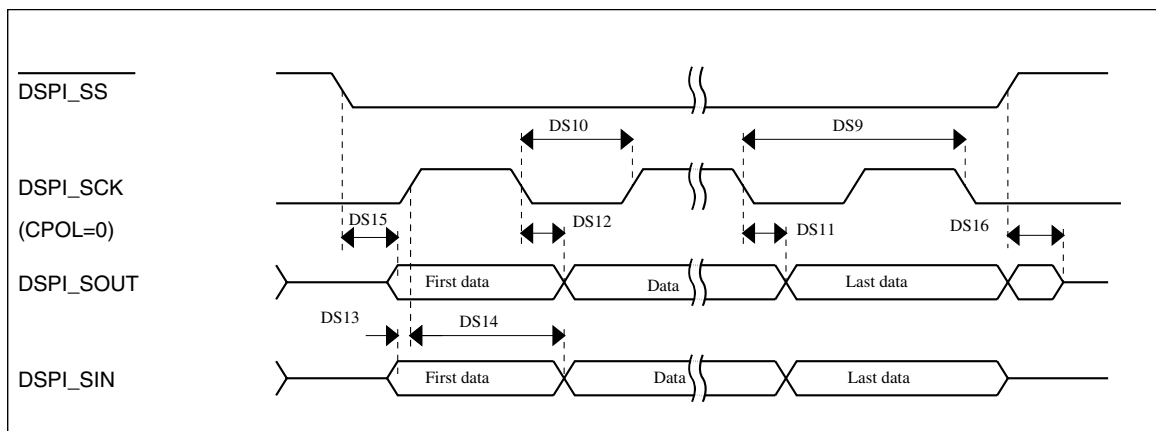 DSPI_SS
DS10
DS9
DSPI_SCK
(CPOL=0)
DS15
DS12
DS11
DS16
DSPI_SOUT
First data
Data
Last data
DS13
DS14
DSPI_SIN
First data
Data
Last data